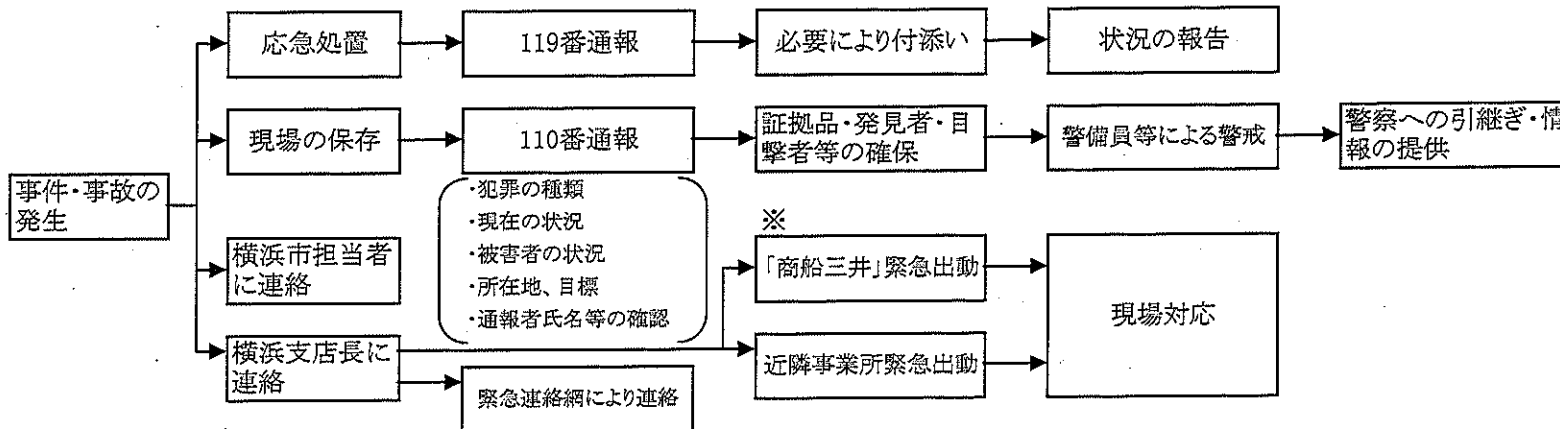 応急処置
119番通報
必要により付添い
状況の報告
現場の保存
110番通報
証拠品・発見者・目
撃者等の確保
警備員等による警戒
警察への引継ぎ・情
報の提供
事件・事故の
発生
・犯罪の種類
・現在の状況
・被害者の状況
・所在地、目標
・通報者氏名等の確認
横浜市担当者
に連絡
※
「商船三井」緊急出動
現場対応
横浜支店長に
連絡
近隣事業所緊急出動
緊急連絡網により連絡